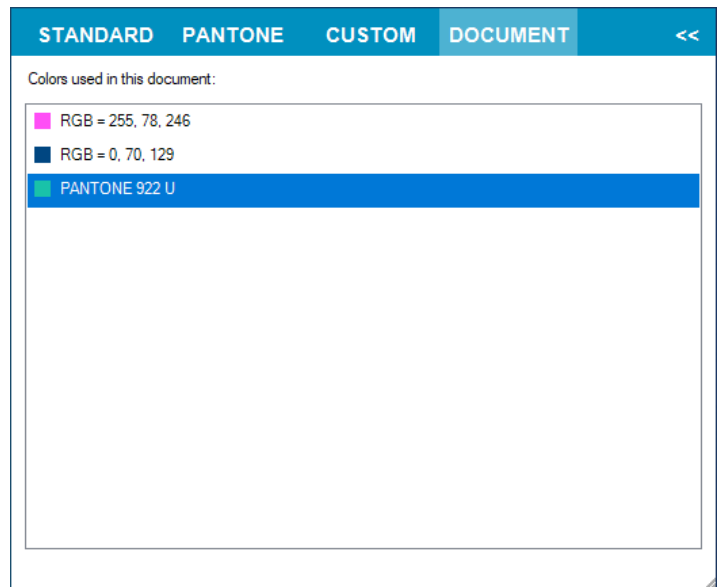 STANDARD PANTONE CUSTOM DOCUMENT <<
Colors used in this document:
RGB = 255, 78, 246
RGB = 0, 70, 129
PANTONE 922 U